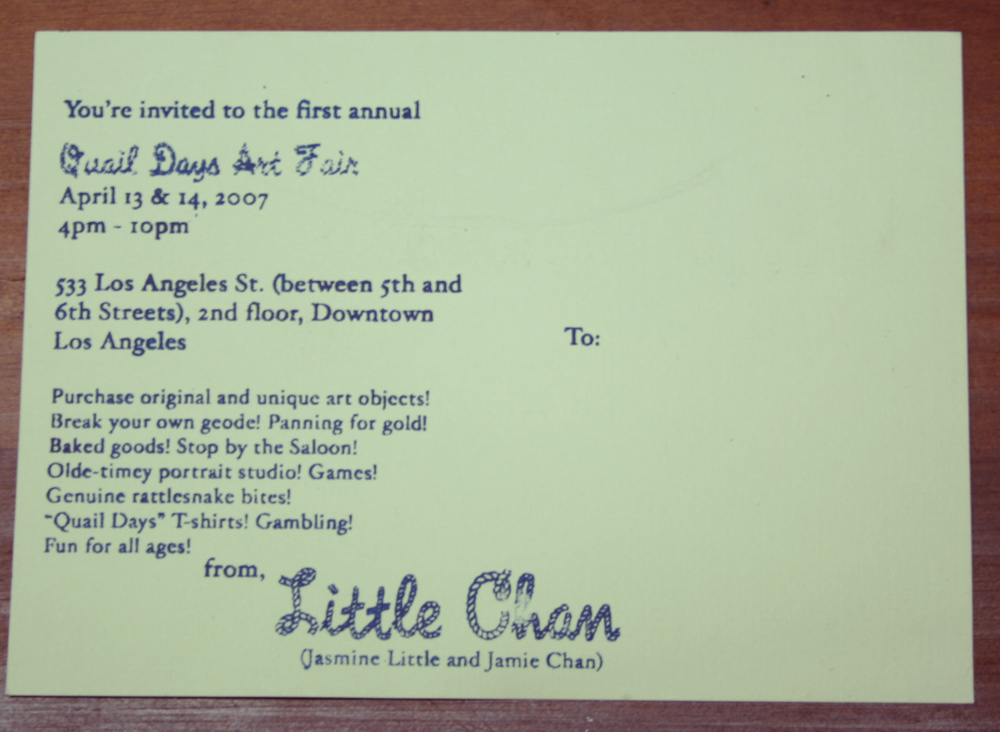 You're invited to the first annual
Quail Days Art Fair
April 13 & 14, 2007
4pm - 10pm
533 Los Angeles St. (between 5th and
6th Streets), 2nd floor, Downtown
Los Angeles
To:
Purchase original and unique art objects!
Break your own geode! Panning for gold!
Baked goods! Stop by the Saloon!
Olde-timey portrait studio! Games!
Genuine rattlesnake bites!
"Quail Days" T-shirts! Gambling!
Fun for all ages!
from,
Little Chan
(Jasmine Little and Jamie Chan)